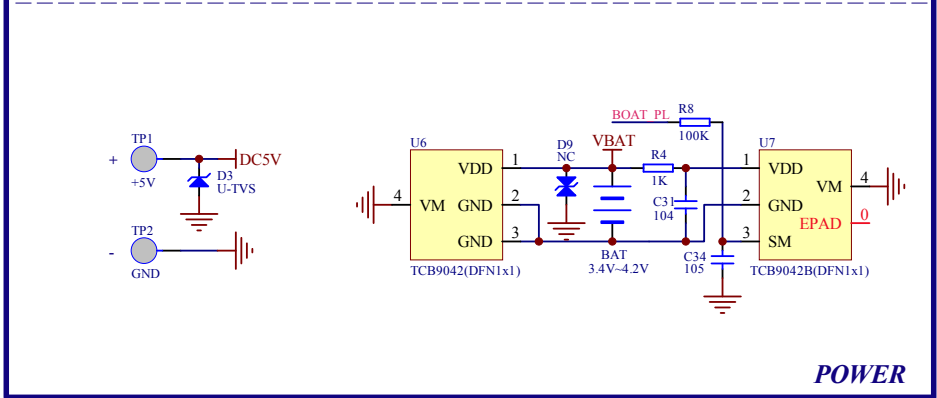 TP1
+
DC5V
+5V
D3
U-TVS
TP2
-
GND
U6
4
VM
VDD
1
GND
2
GND
3
TCB9042(DFN1x1)
D9
NC
VBAT
BAT
3.4V~4.2V
BOAT_PL
R8
100K
R4
1K
C31
104
C34
105
U7
1
VDD
VM
4
2
GND
EPAD
0
3
SM
TCB9042B(DFN1x1)
POWER